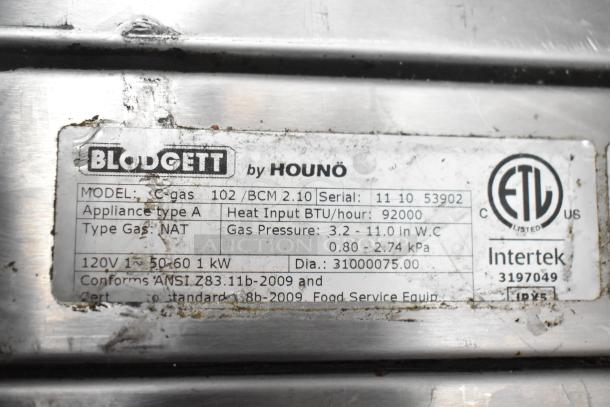 BLODGETT by HOUNÖ
MODEL: C-gas 102 /BCM 2.10 Serial: 11 10 53902
Appliance type A Heat Input BTU/hour: 92000
Type Gas: NAT Gas Pressure: 3.2 - 11.0 in W.C
0.80 - 2.74 kPa
120V 1~ 50-60 1 kW Dia.: 31000075.00
Conforms ANSI Z83.11b-2009 and
8b-2009 Food Service Equip
ETL
LISTED
C US
Intertek
3197049
IPX5